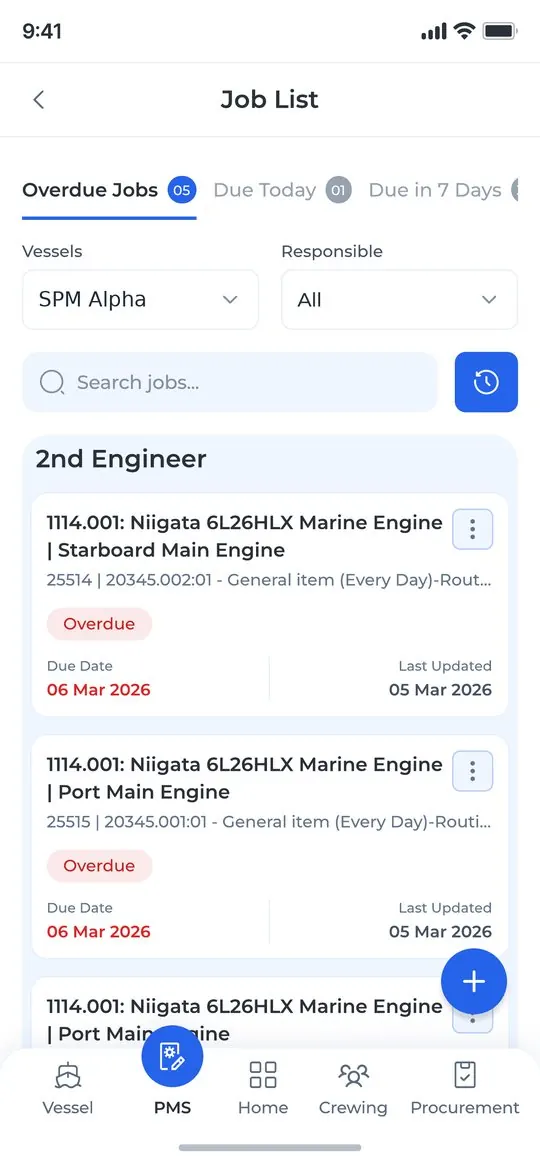 9:41
Job List
Overdue Jobs 05 Due Today 01 Due in 7 Days
Vessels Responsible
SPM Alpha All
Search jobs...
2nd Engineer
1114.001: Niigata 6L26HLX Marine Engine
| Starboard Main Engine
25514 | 20345.002:01 - General item (Every Day)-Rout...
Overdue
Due Date Last Updated
06 Mar 2026 05 Mar 2026
1114.001: Niigata 6L26HLX Marine Engine
| Port Main Engine
25515 | 20345.001:01 - General item (Every Day)-Routi...
Overdue
Due Date Last Updated
06 Mar 2026 05 Mar 2026
1114.001: Niigata 6L26HLX Marine Engine
| Port Main Engine
Vessel PMS Home Crewing Procurement